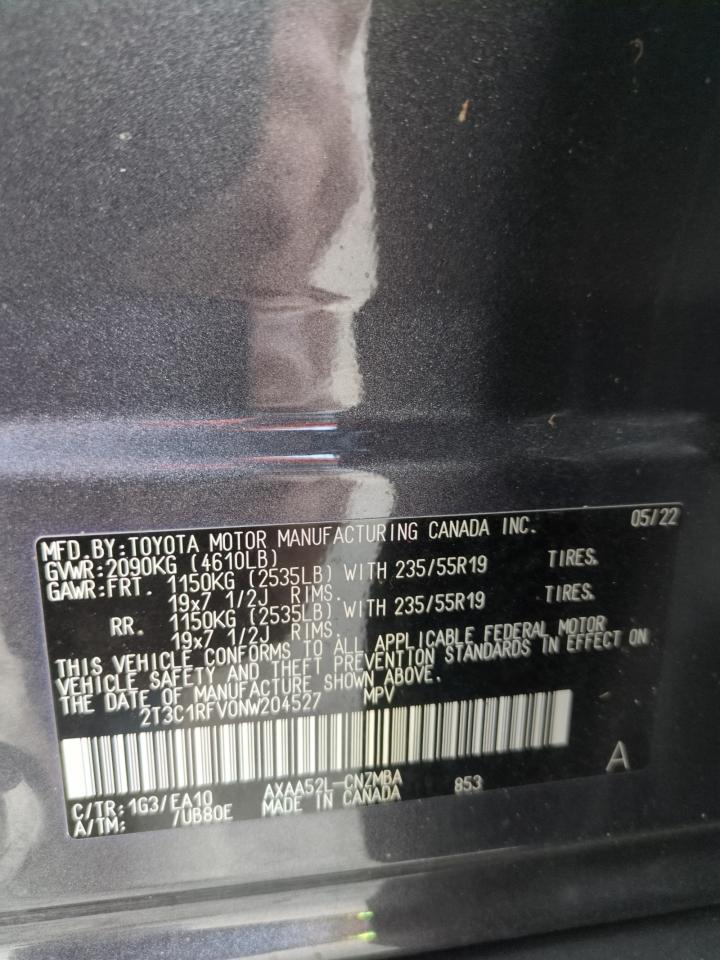 05/22
MFD.BY:TOYOTA MOTOR MANUFACTURING CANADA INC.
GVWR:2090KG (4610LB)
GAWR:FRT. 1150KG (2535LB) WITH 235/55R19 TIRES.
19x7 1/2J RIMS.
RR. 1150KG (2535LB) WITH 235/55R19 TIRES.
19x7 1/2J RIMS.
THIS VEHICLE CONFORMS TO ALL APPLICABLE FEDERAL MOTOR
VEHICLE SAFETY AND THEFT PREVENTION STANDARDS IN EFFECT ON
THE DATE OF MANUFACTURE SHOWN ABOVE.
2T3C1RFV0NW204527 MPV
C/TR:1G3/EA10 AXAA52L-CNZMBA 853 A
A/TM: /UB80E MADE IN CANADA